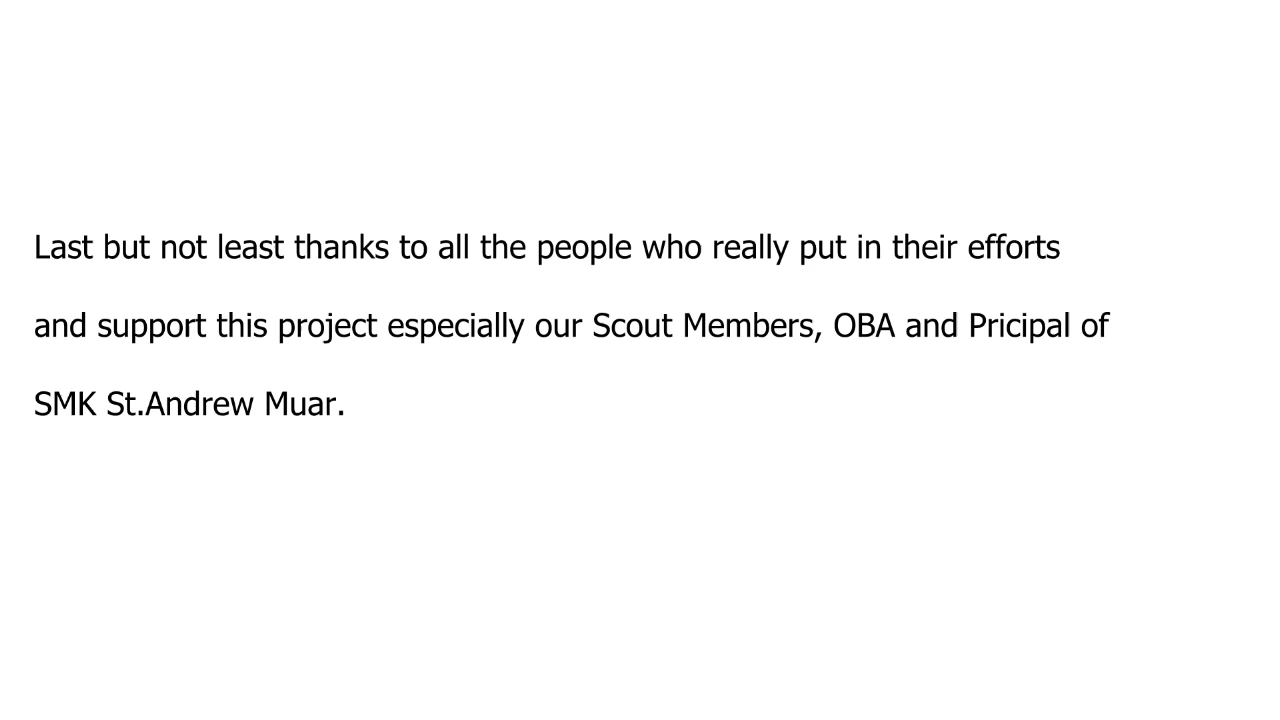 Last but not least thanks to all the people who really put in their efforts
and support this project especially our Scout Members, OBA and Pricipal of
SMK St.Andrew Muar.